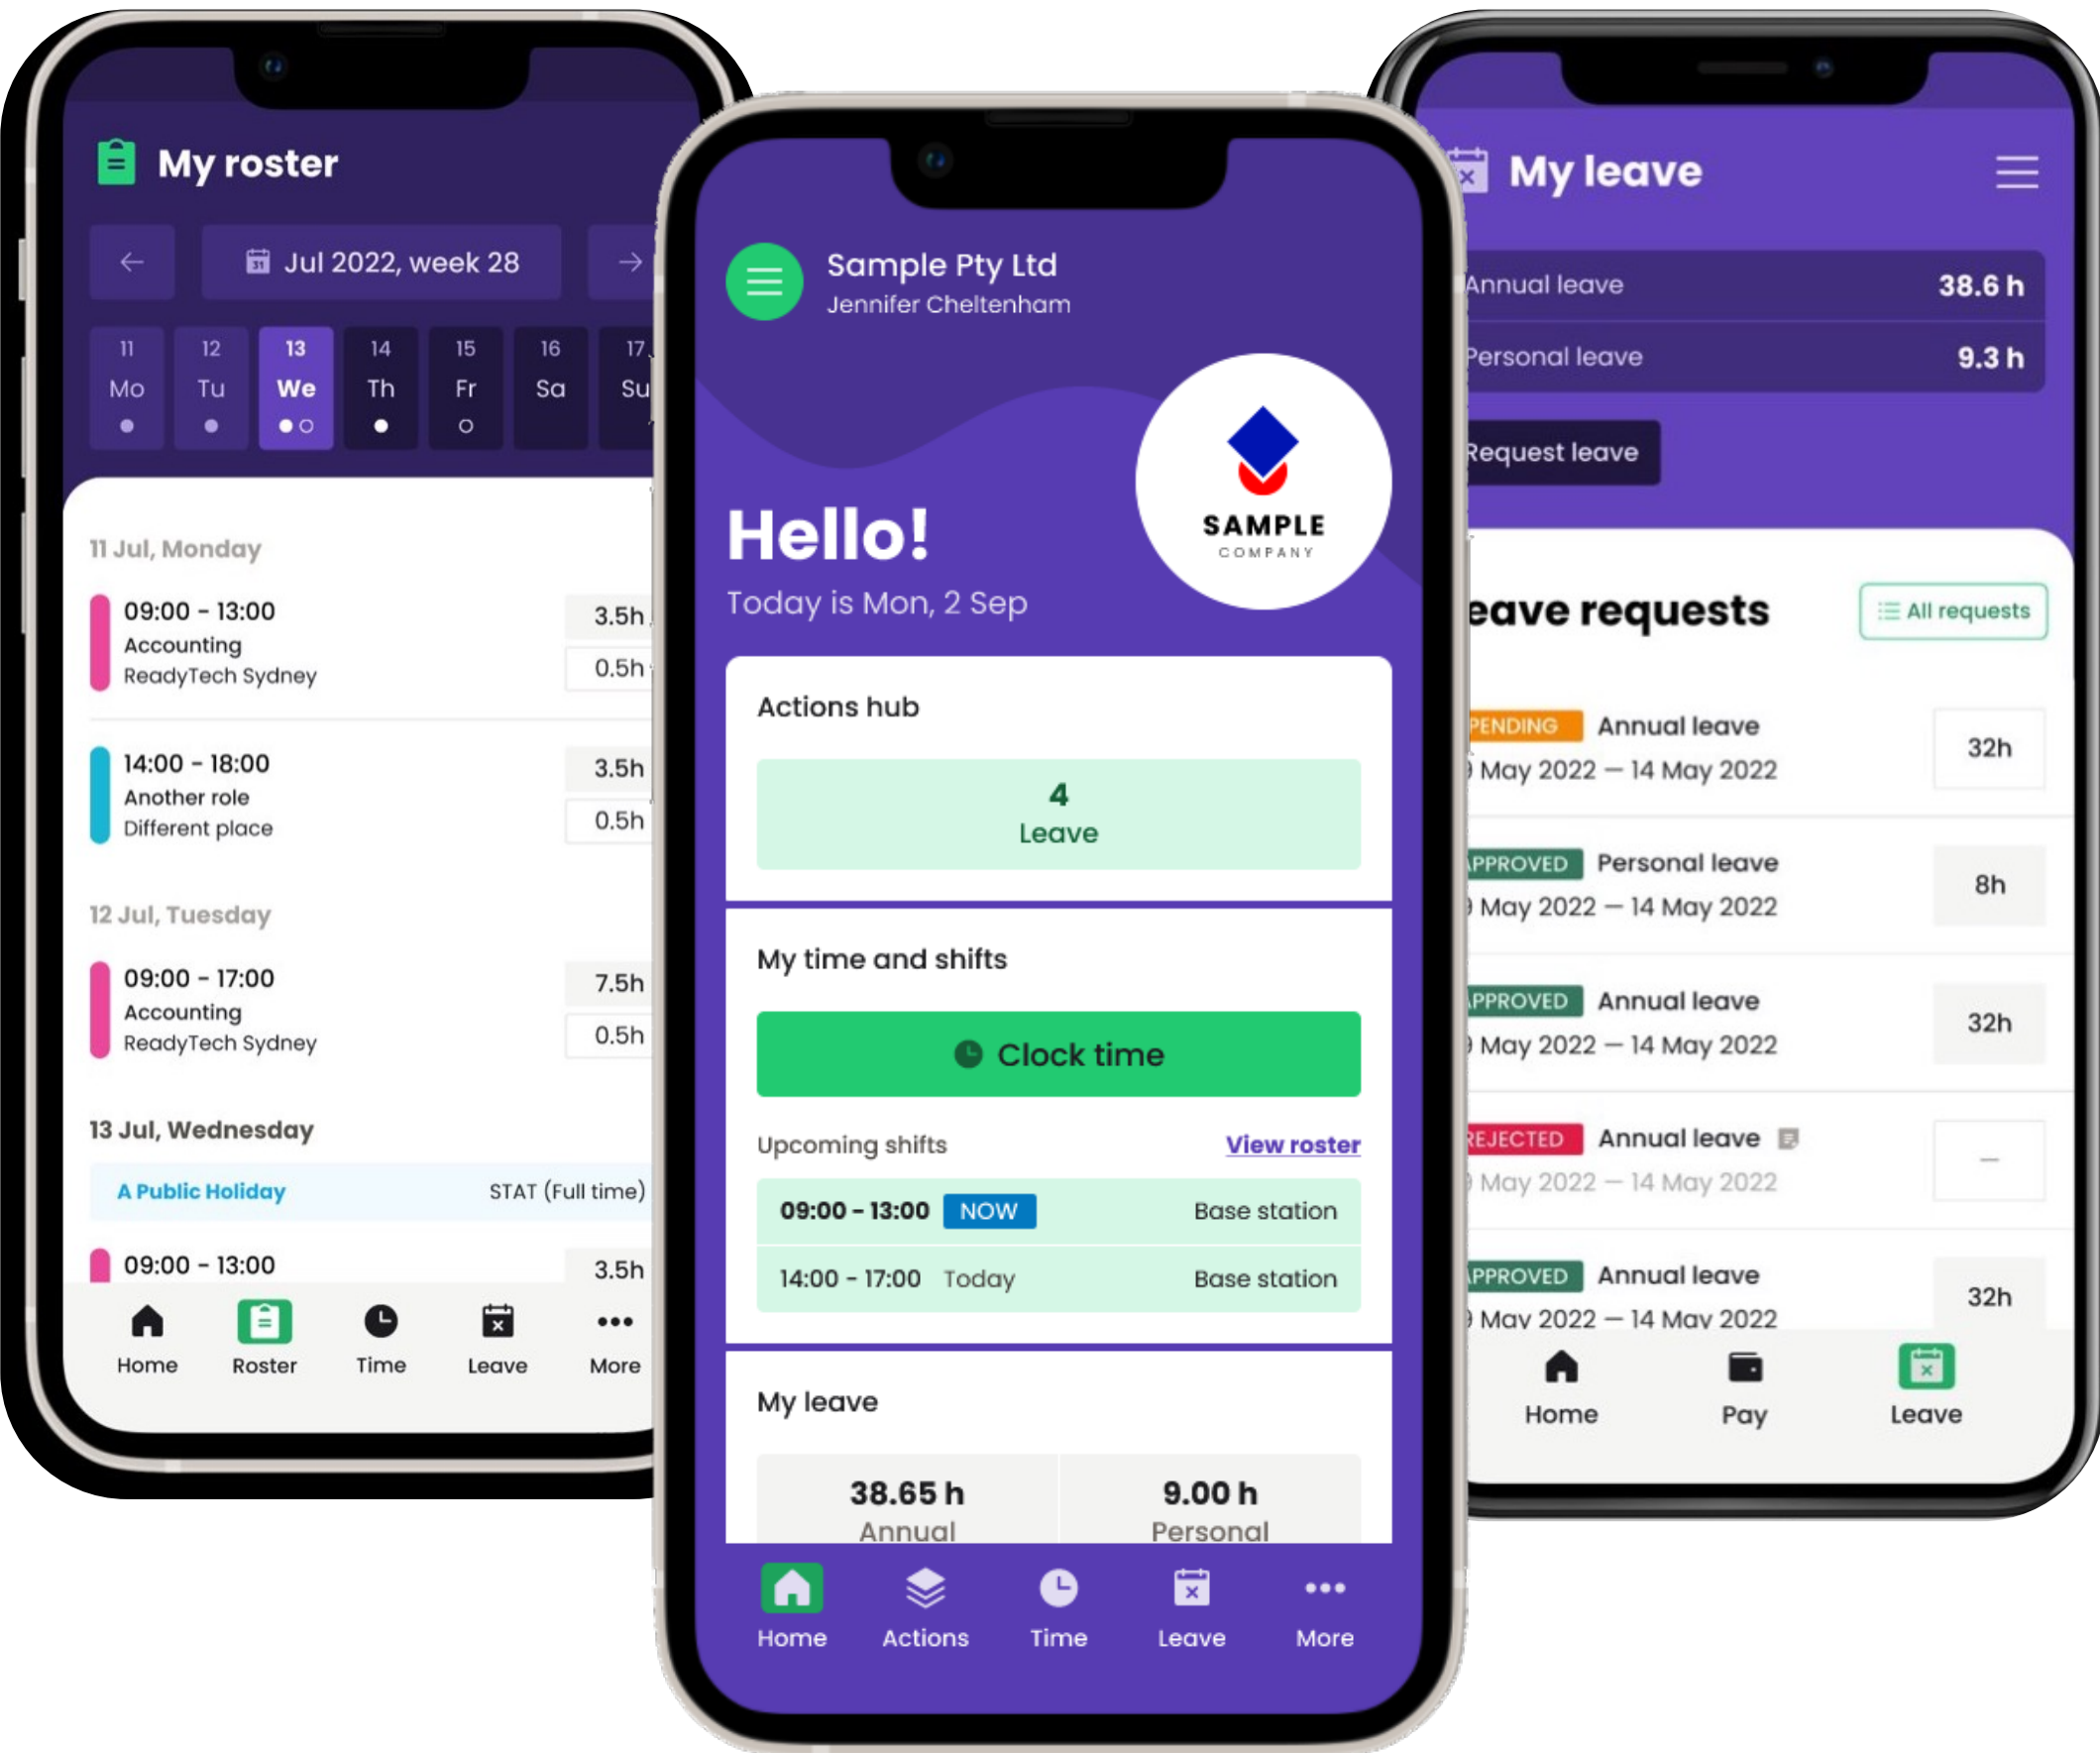 My roster
Jul 2022, week 28
11 12 13 14 15 16 17
Mo Tu We Th Fr Sa Su
11 Jul, Monday
09:00 - 13:00 3.5h
Accounting
ReadyTech Sydney 0.5h
14:00 - 18:00 3.5h
Another role
Different place 0.5h
12 Jul, Tuesday
09:00 - 17:00 7.5h
Accounting
ReadyTech Sydney 0.5h
13 Jul, Wednesday
A Public Holiday STAT (Full time)
09:00 - 13:00 3.5h
Home Roster Time Leave More
Sample Pty Ltd
Jennifer Cheltenham
SAMPLE
COMPANY
Hello!
Today is Mon, 2 Sep
Actions hub
4
Leave
My time and shifts
Clock time
Upcoming shifts View roster
09:00 - 13:00 NOW Base station
14:00 - 17:00 Today Base station
My leave
38.65 h 9.00 h
Annual Personal
Home Actions Time Leave More
My leave
Annual leave 38.6 h
Personal leave 9.3 h
Request leave
eave requests All requests
PENDING Annual leave 32h
May 2022 — 14 May 2022
PPROVED Personal leave 8h
May 2022 — 14 May 2022
PPROVED Annual leave 32h
May 2022 — 14 May 2022
REJECTED Annual leave —
May 2022 — 14 May 2022
PPROVED Annual leave 32h
May 2022 — 14 May 2022
Home Pay Leave